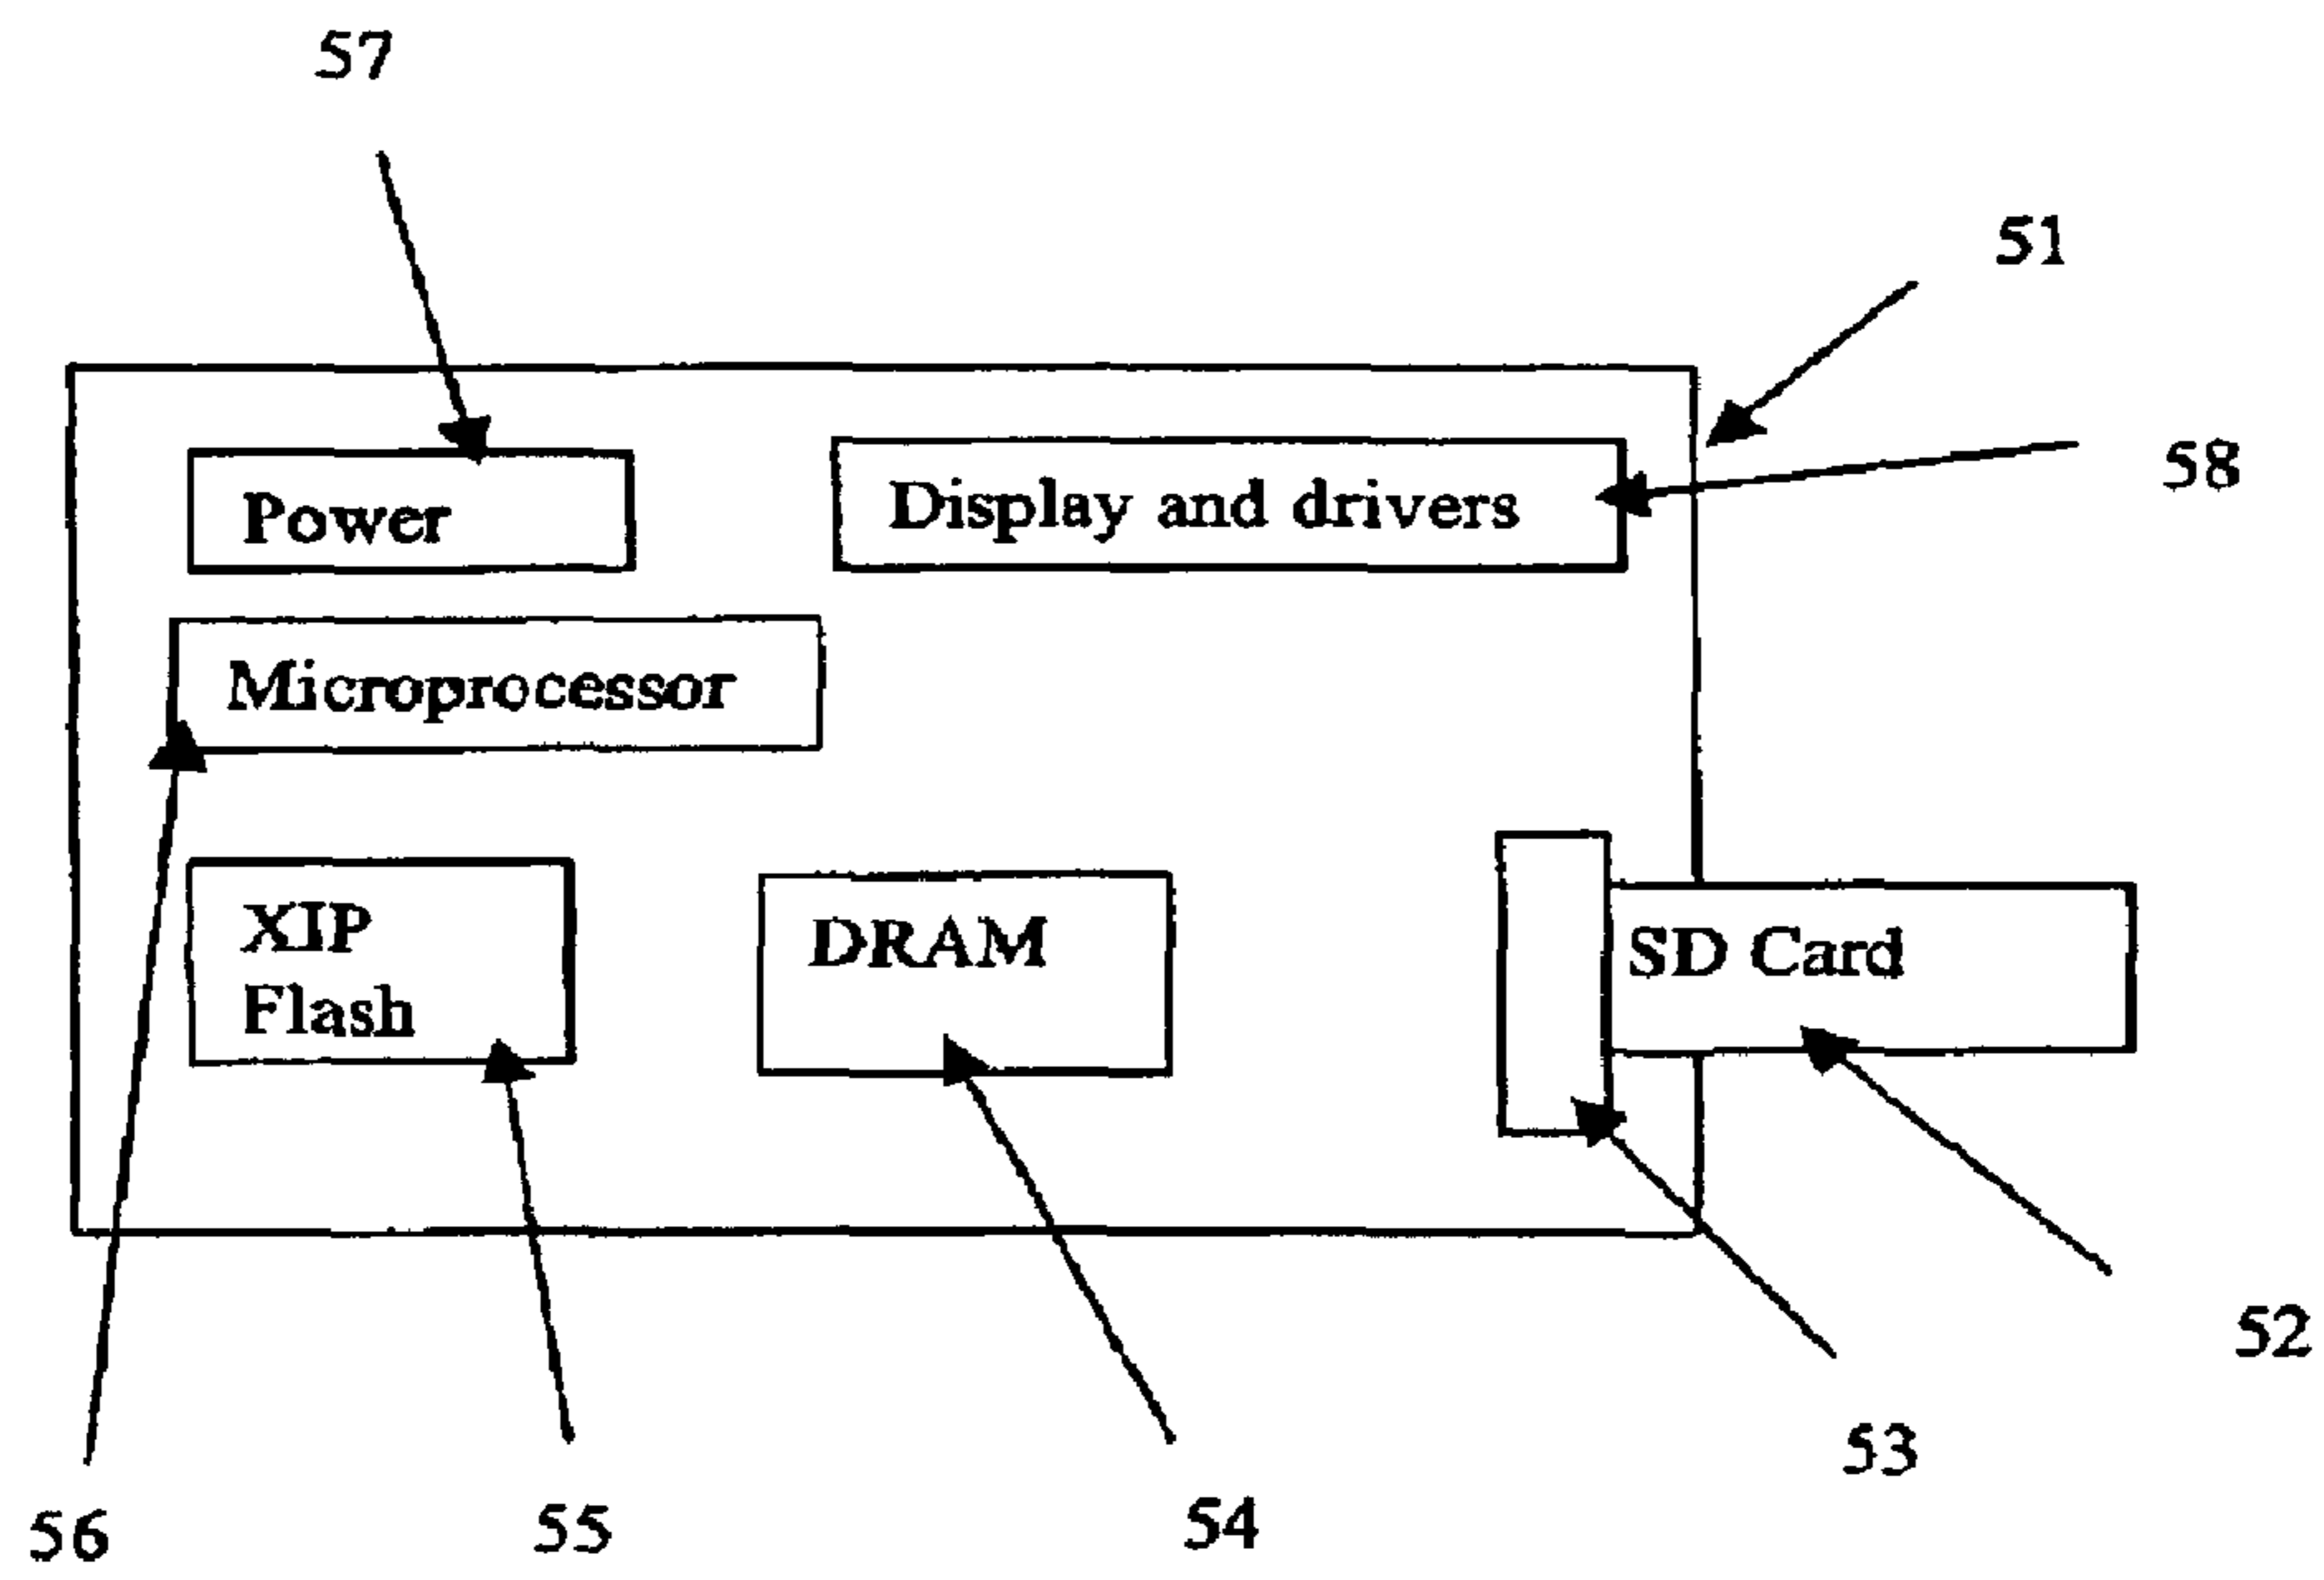 57
51
58
Power
Display and drivers
Microprocessor
XIP
Flash
DRAM
SD Card
52
53
54
55
56